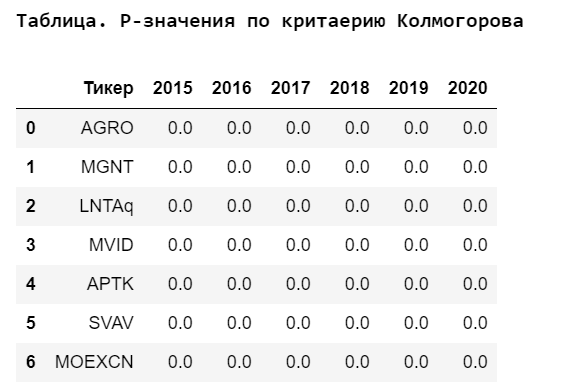 Таблица. P-значения по критаерию Колмогорова
Тикер 2015 2016 2017 2018 2019 2020
0 AGRO 0.0 0.0 0.0 0.0 0.0 0.0
1 MGNT 0.0 0.0 0.0 0.0 0.0 0.0
2 LNTAq 0.0 0.0 0.0 0.0 0.0 0.0
3 MVID 0.0 0.0 0.0 0.0 0.0 0.0
4 APTK 0.0 0.0 0.0 0.0 0.0 0.0
5 SVAV 0.0 0.0 0.0 0.0 0.0 0.0
6 MOEXCN 0.0 0.0 0.0 0.0 0.0 0.0